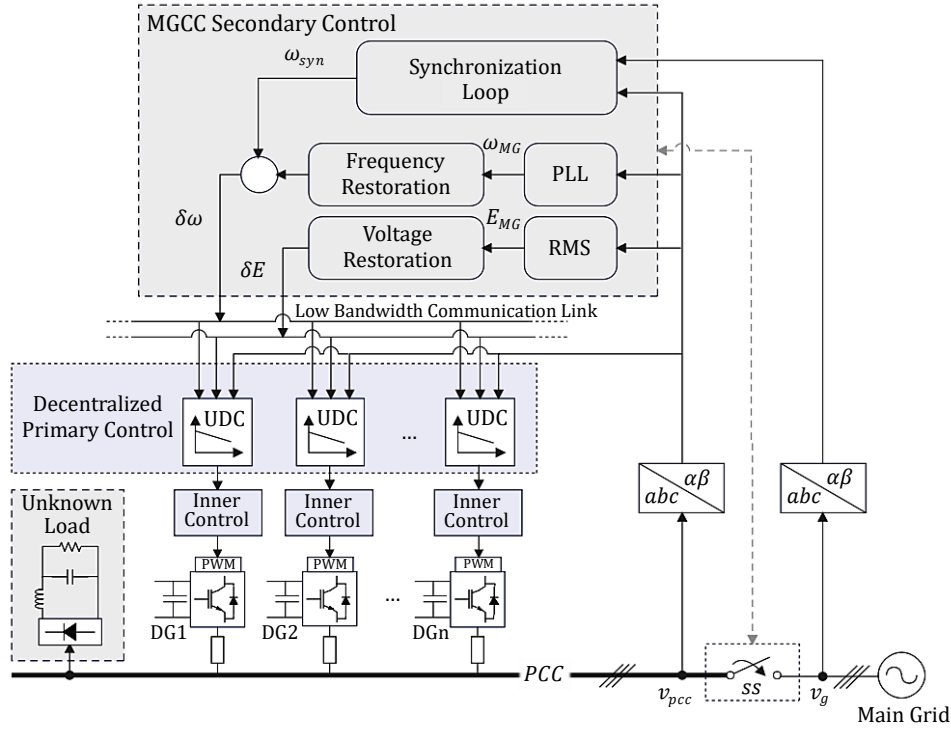 MGCC Secondary Control
ω_syn
Synchronization
Loop
ω_MG
Frequency
Restoration
PLL
δω
E_MG
Voltage
Restoration
RMS
δE
Low Bandwidth Communication Link
Decentralized
Primary Control
UDC
UDC
...
UDC
abc
αβ
abc
αβ
Unknown
Load
Inner
Control
Inner
Control
Inner
Control
PWM
PWM
PWM
...
DG1
DG2
DGn
PCC
v_pcc
ss
v_g
Main Grid